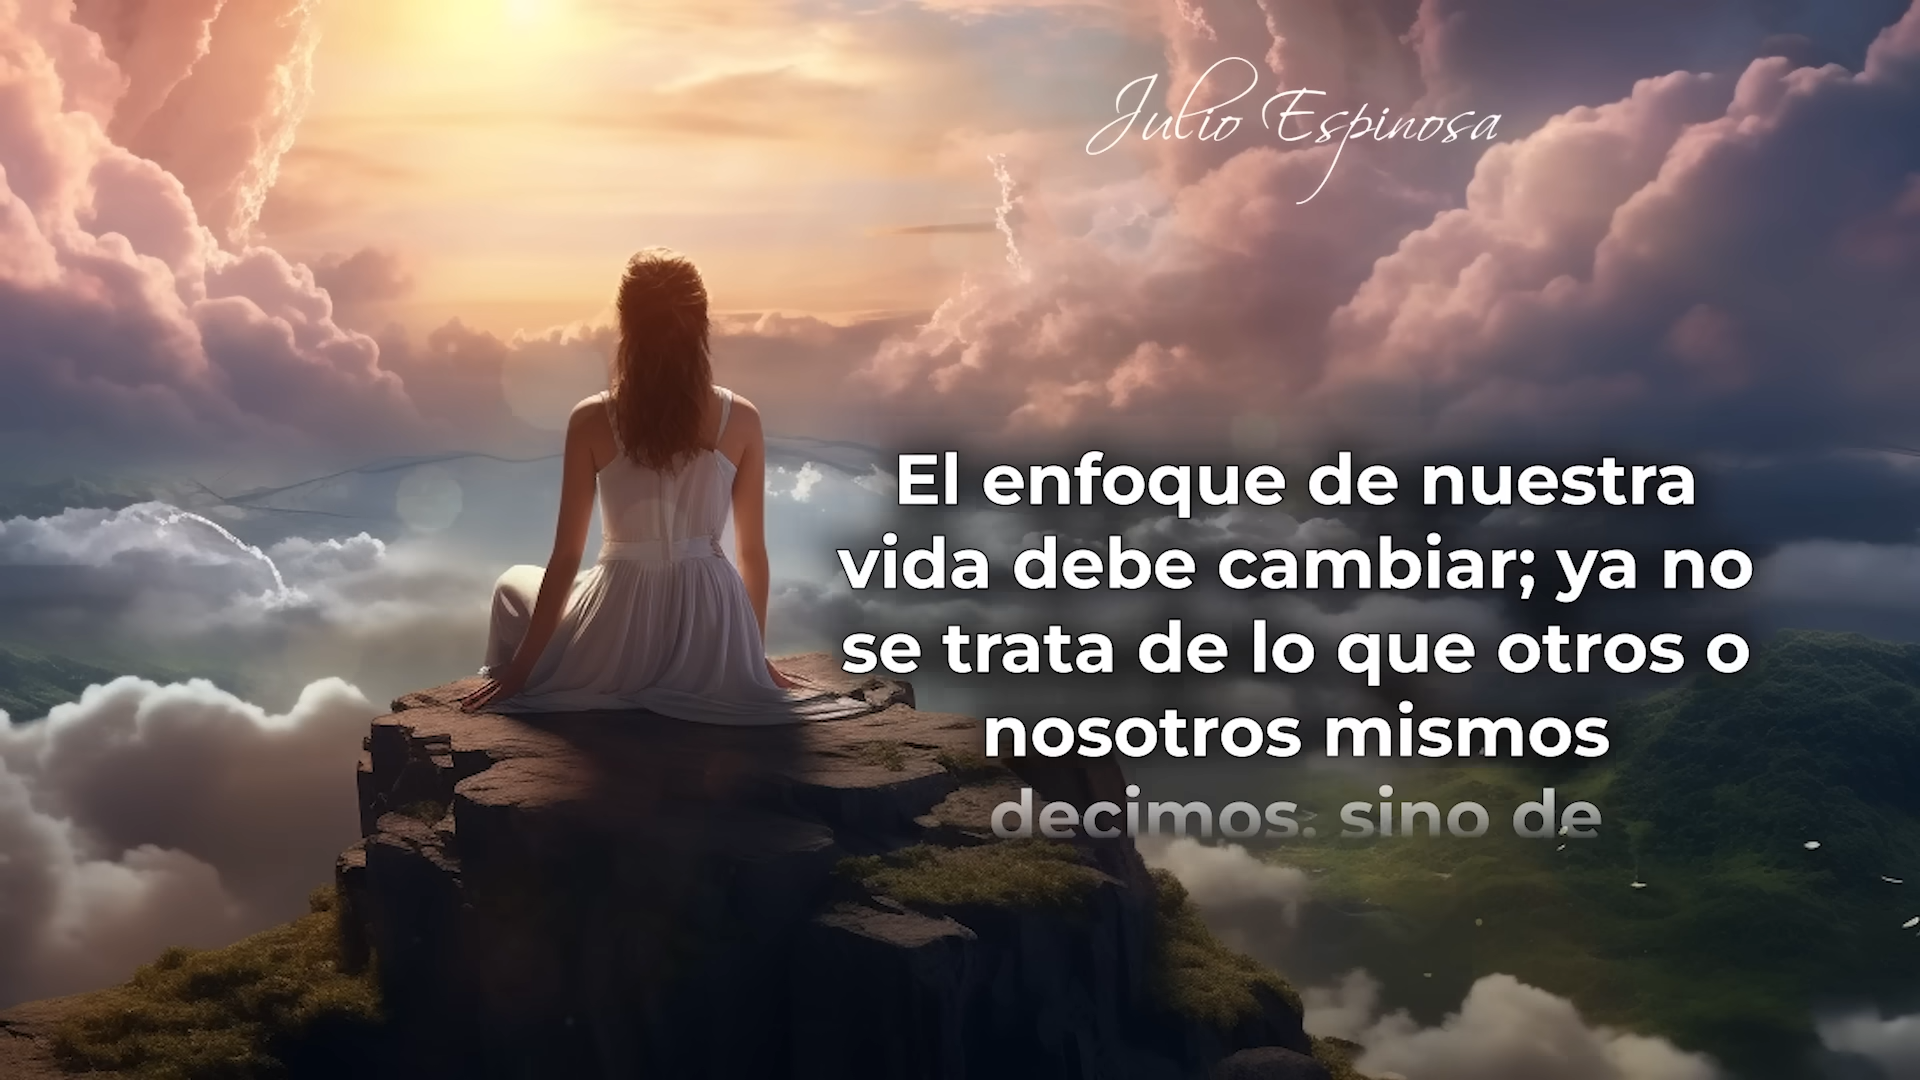 Julio Espinosa
El enfoque de nuestra
vida debe cambiar; ya no
se trata de lo que otros o
nosotros mismos
decimos, sino de